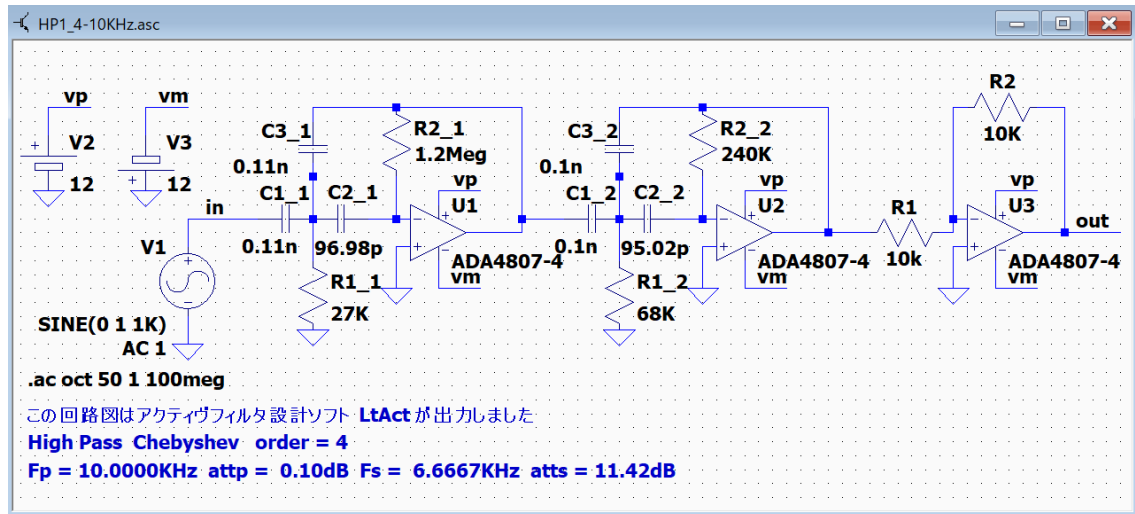 HP1_4-10KHz.asc
vp
vm
V2
V3
12
12
in
V1
SINE(0 1 1K)
AC 1
C3_1
0.11n
C1_1
0.11n
C2_1
96.98p
R2_1
1.2Meg
R1_1
27K
vp
U1
ADA4807-4
vm
C3_2
0.1n
C1_2
0.1n
C2_2
95.02p
R2_2
240K
R1_2
68K
vp
U2
ADA4807-4
vm
R1
10k
R2
10K
vp
U3
out
ADA4807-4
vm
.ac oct 50 1 100meg
この回路図はアクティヴフィルタ設計ソフト LtAct が出力しました
High Pass Chebyshev order = 4
Fp = 10.0000KHz attp = 0.10dB Fs = 6.6667KHz atts = 11.42dB